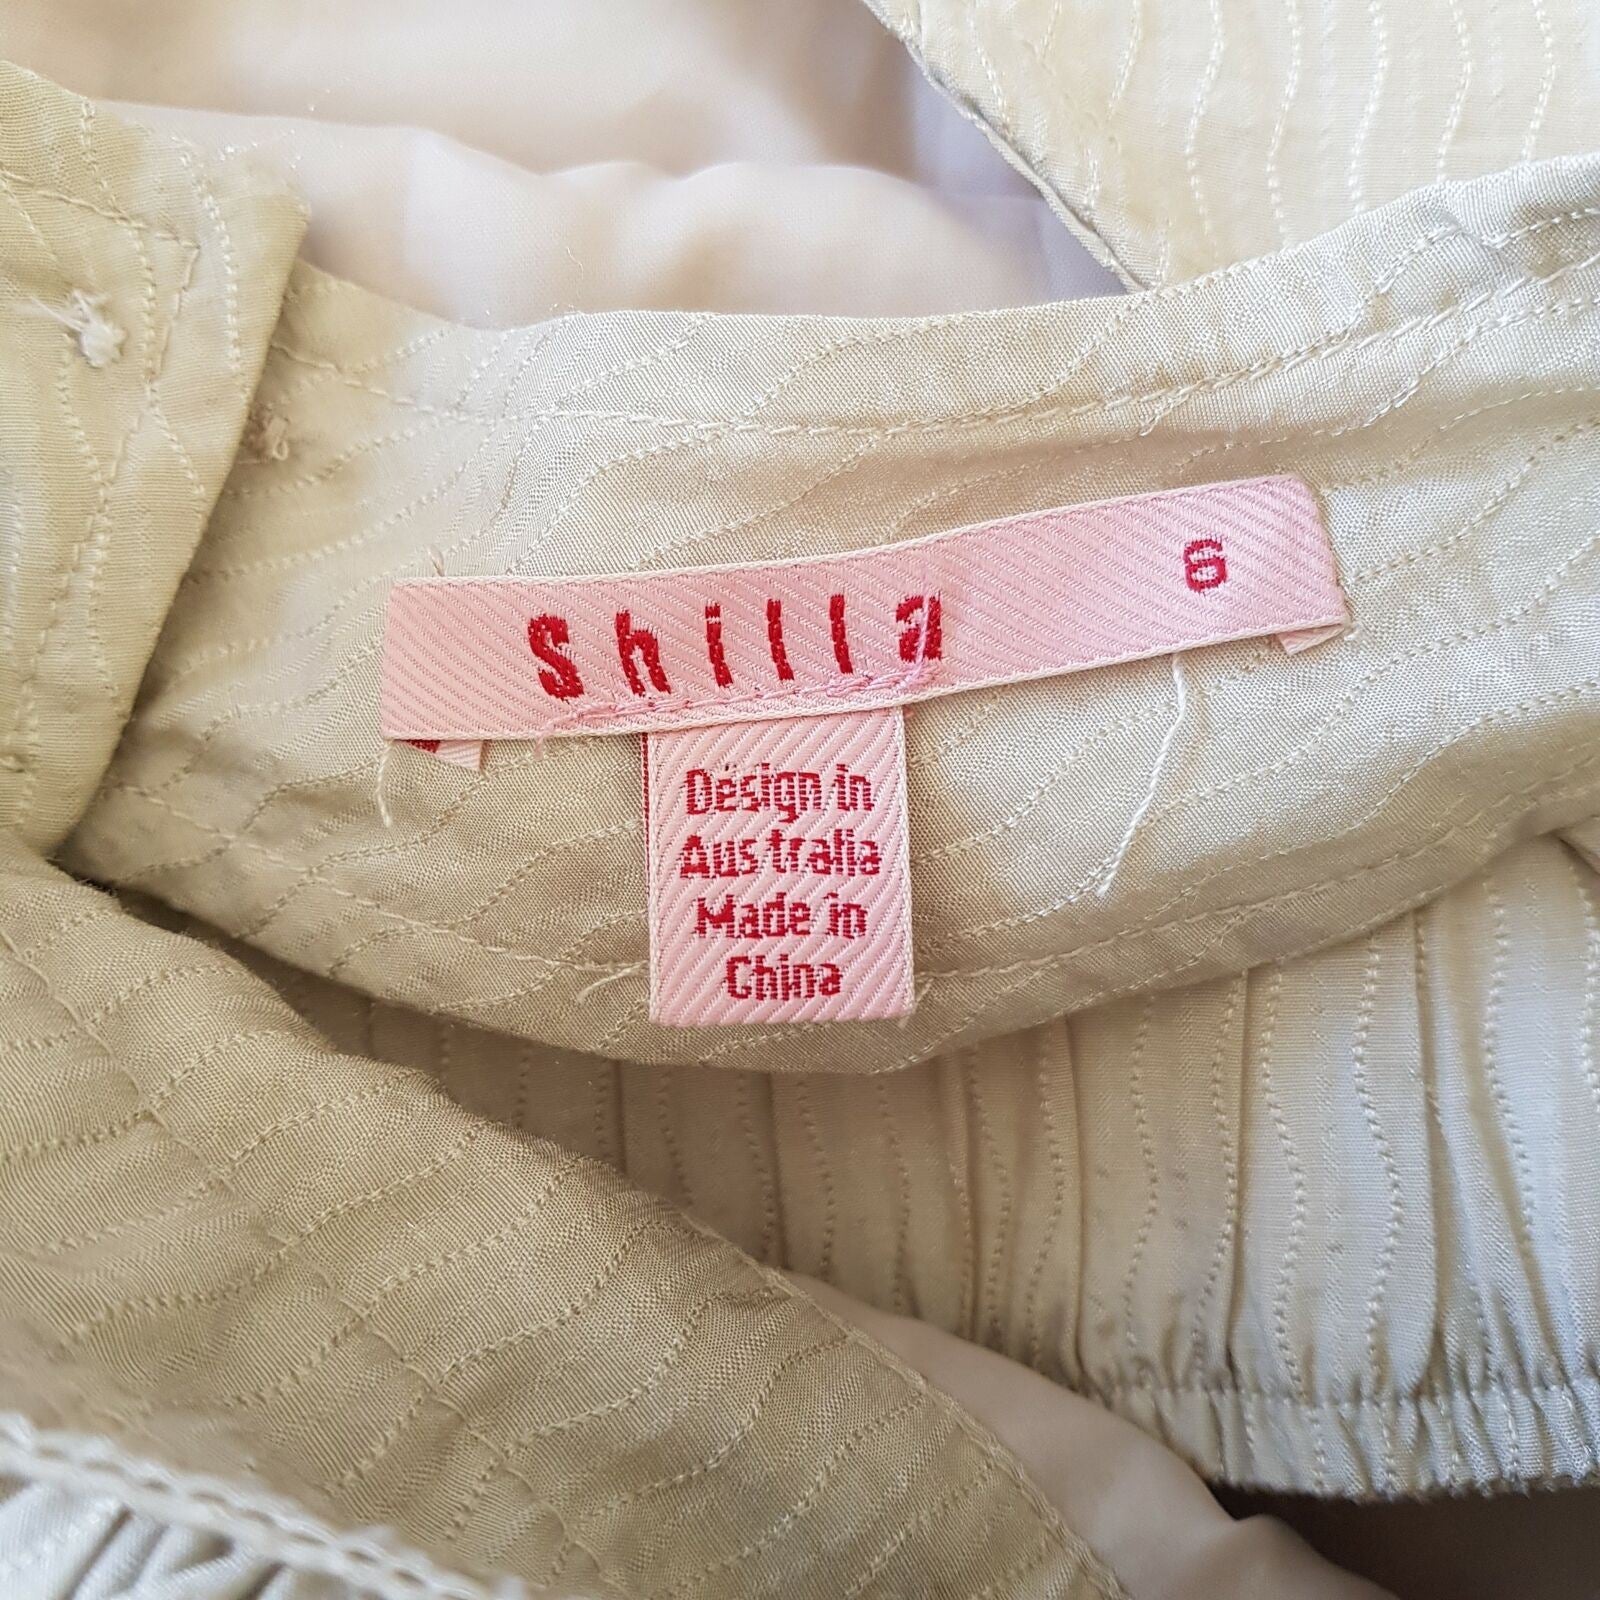 Shilla 6
Design in
Australia
Made in
China